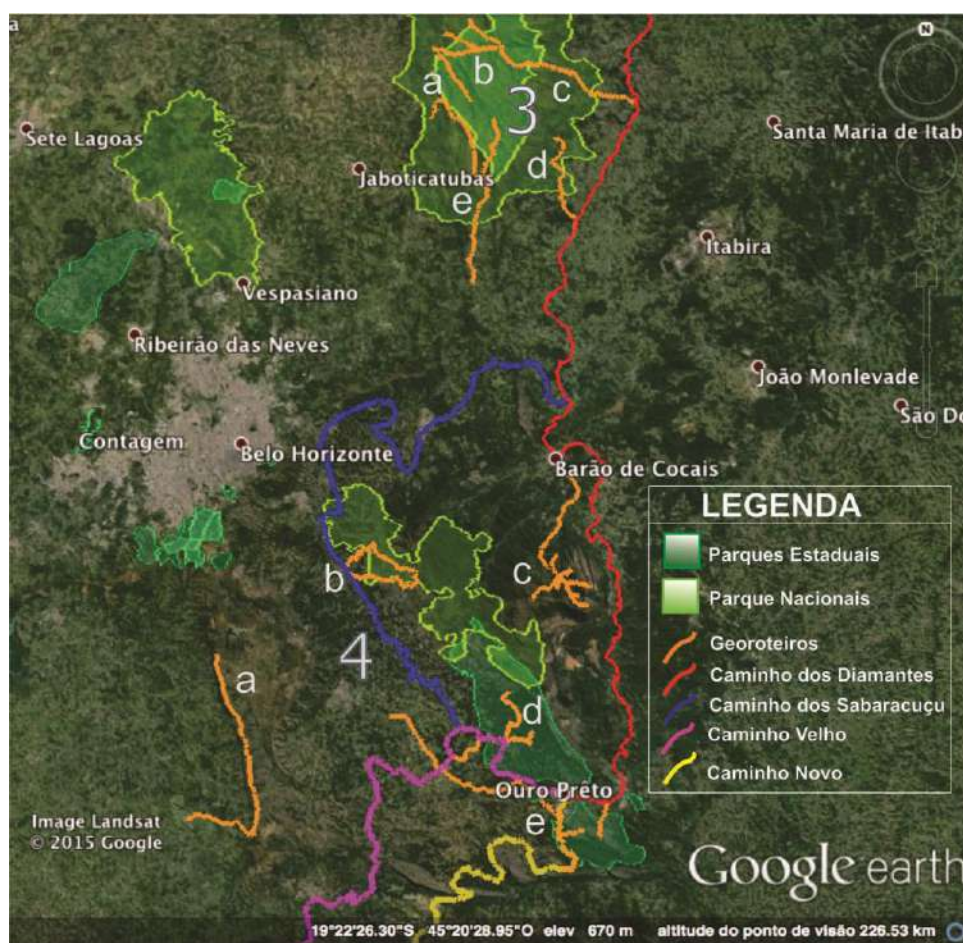 a
N
a
b
c
3
Sete Lagoas
Santa Maria de Itab
Jaboticatubas
d
e
Itabira
Vespasiano
Ribeirão das Neves
João Monlevade
São Do
Contagem
Belo Horizonte
Barão de Cocais
LEGENDA
Parques Estaduais
Parque Nacionais
Georoteiros
Caminho dos Diamantes
Caminho dos Sabaracuçu
Caminho Velho
Caminho Novo
b
c
4
a
d
Ouro Prêto
e
Image Landsat
© 2015 Google
Google earth
19°22'26.30"S 45°20'28.95"O elev 670 m altitude do ponto de visão 226.53 km